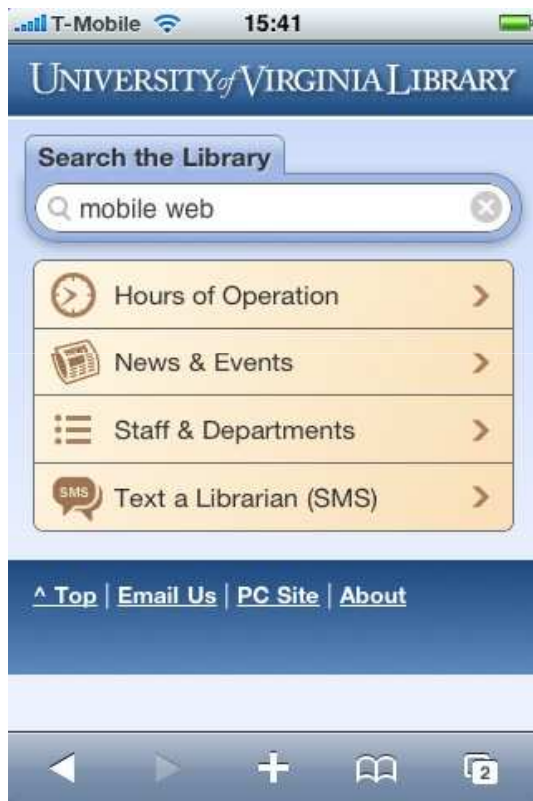 T-Mobile 15:41
UNIVERSITY of VIRGINIA LIBRARY
Search the Library
mobile web
Hours of Operation
NEWS
News & Events
Staff & Departments
SMS
Text a Librarian (SMS)
^ Top | Email Us | PC Site | About
2